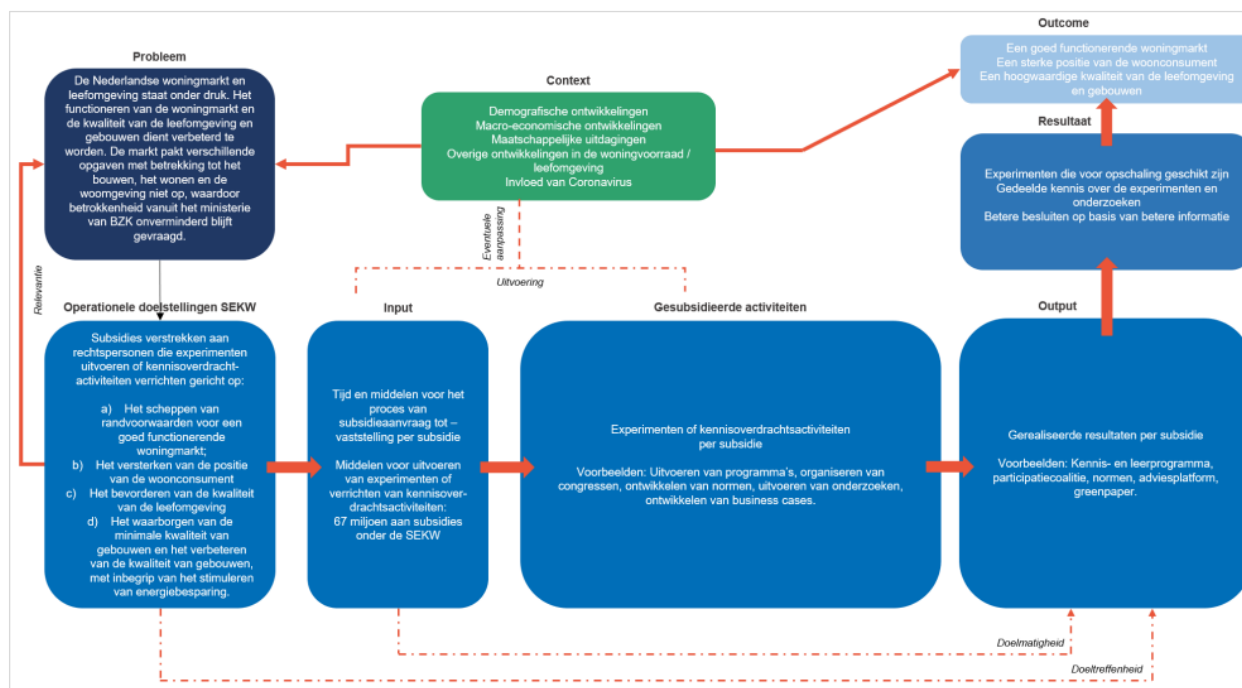 Outcome
Een goed functionerende woningmarkt
Een sterke positie van de woonconsument
Een hoogwaardige kwaliteit van de leefomgeving
en gebouwen
Probleem
De Nederlandse woningmarkt en
leefomgeving staat onder druk. Het
functioneren van de woningmarkt en
de kwaliteit van de leefomgeving en
gebouwen dient verbeterd te
worden. De markt pakt verschillende
opgaven met betrekking tot het
bouwen, het wonen en de
woonomgeving niet op, waardoor
betrokkenheid vanuit het ministerie
van BZK onverminderd blijft
gevraagd.
Context
Demografische ontwikkelingen
Macro-economische ontwikkelingen
Maatschappelijke uitdagingen
Overige ontwikkelingen in de woningvoorraad /
leefomgeving
Invloed van Coronavirus
Resultaat
Experimenten die voor opschaling geschikt zijn
Gedeelde kennis over de experimenten en
onderzoeken
Betere besluiten op basis van betere informatie
Eventuele
aanpassing
Uitvoering
Relevantie
Operationele doelstellingen SEKW
Subsidies verstrekken aan
rechtspersonen die experimenten
uitvoeren of kennisoverdracht-
activiteiten verrichten gericht op:
a) Het scheppen van
randvoorwaarden voor een
goed functionerende
woningmarkt;
b) Het versterken van de positie
van de woonconsument
c) Het bevorderen van de kwaliteit
van de leefomgeving
d) Het waarborgen van de
minimale kwaliteit van
gebouwen en het verbeteren
van de kwaliteit van gebouwen,
met inbegrip van het stimuleren
van energiebesparing.
Input
Tijd en middelen voor het
proces van
subsidieaanvraag tot –
vaststelling per subsidie
Middelen voor uitvoeren
van experimenten of
verrichten van kennisover-
drachtsactiviteiten:
67 miljoen aan subsidies
onder de SEKW
Gesubsidieerde activiteiten
Experimenten of kennisoverdrachtsactiviteiten
per subsidie
Voorbeelden: Uitvoeren van programma's, organiseren van
congressen, ontwikkelen van normen, uitvoeren van onderzoeken,
ontwikkelen van business cases.
Output
Gerealiseerde resultaten per subsidie
Voorbeelden: Kennis- en leerprogramma,
participatiecoalitie, normen, adviesplatform,
greenpaper.
Doelmatigheid
Doeltreffenheid